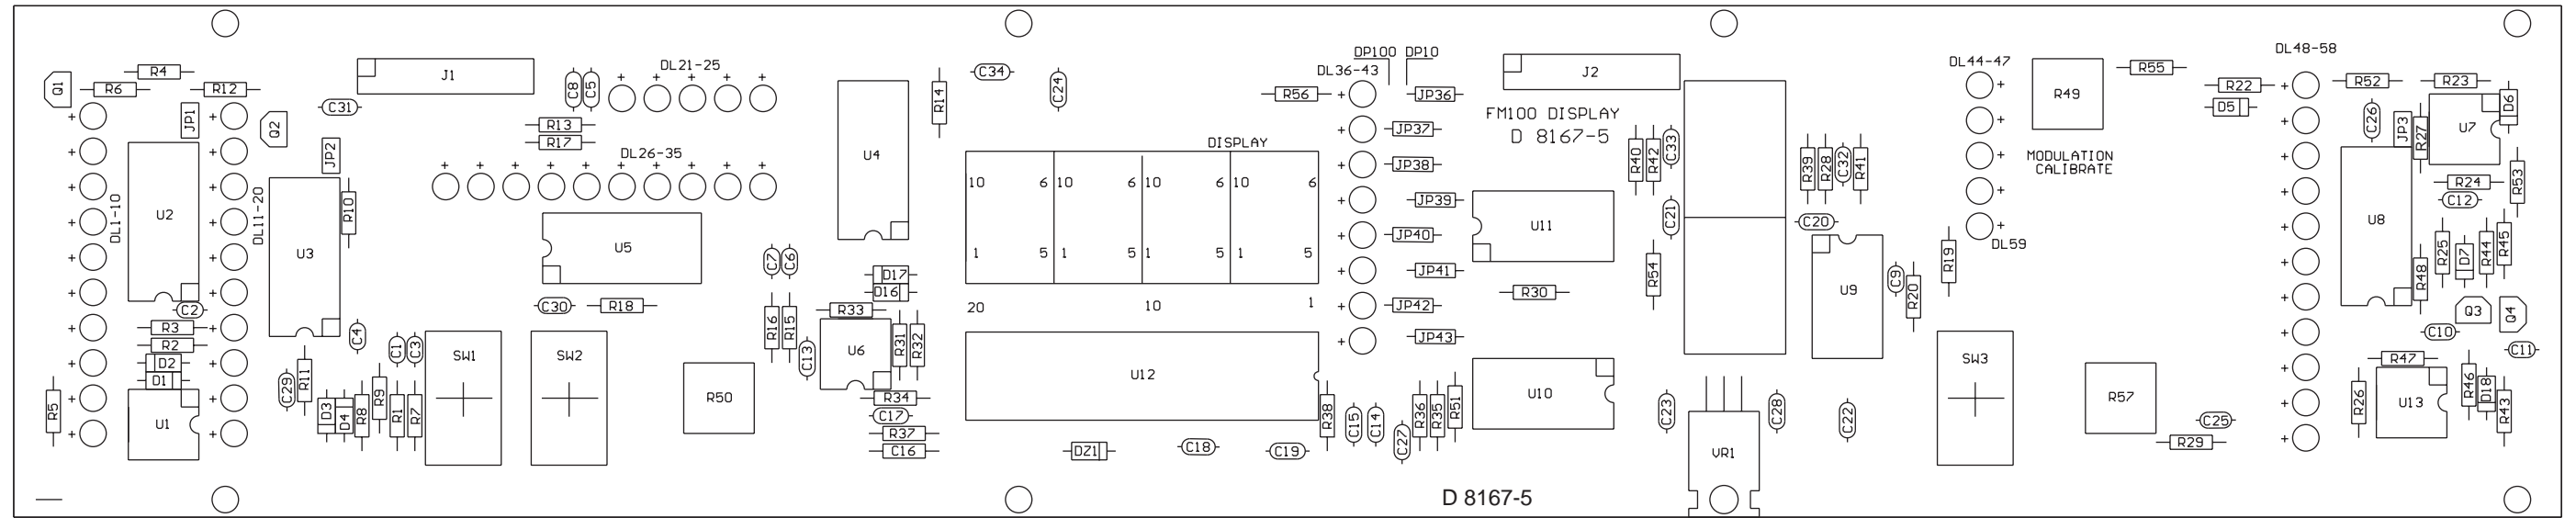 Q1
R4
R6
R12
JP1
Q2
C31
J1
C8
C5
DL21-25
R13
R17
JP2
DL26-35
U2
DL1-10
DL11-20
R10
U3
U5
U4
R14
C34
C24
DISPLAY
10 6 10 6 10 6 10 6
1 5 1 5 1 5 1 5
20 10 1
C7
C6
D17
D16
C2
C30
R18
R16
R15
R33
R3
R2
D2
D1
C4
C1
C3
SW1
SW2
C13
U6
R31
R32
U12
R5
U1
C29
R11
D3
D4
R8
R9
R1
R7
R50
R34
C17
R37
C16
DZ1
C18
C19
R38
C15
C14
C27
R36
R35
R51
DP100
DP10
DL36-43
R56
JP36
JP37
JP38
JP39
JP40
JP41
JP42
JP43
J2
FM100 DISPLAY
D 8167-5
U11
R30
U10
R40
R42
C33
C21
R54
C23
VR1
C28
C22
R39
R28
C32
R41
C20
U9
C9
R20
R19
DL44-47
DL59
R49
MODULATION
CALIBRATE
R55
R22
D5
SW3
R57
C25
R29
DL48-58
R52
R23
D6
C26
JP3
R27
U7
R24
C12
R53
U8
R25
D7
R44
R45
R48
Q3
Q4
C10
C11
R47
R26
U13
R46
D18
R43
D 8167-5